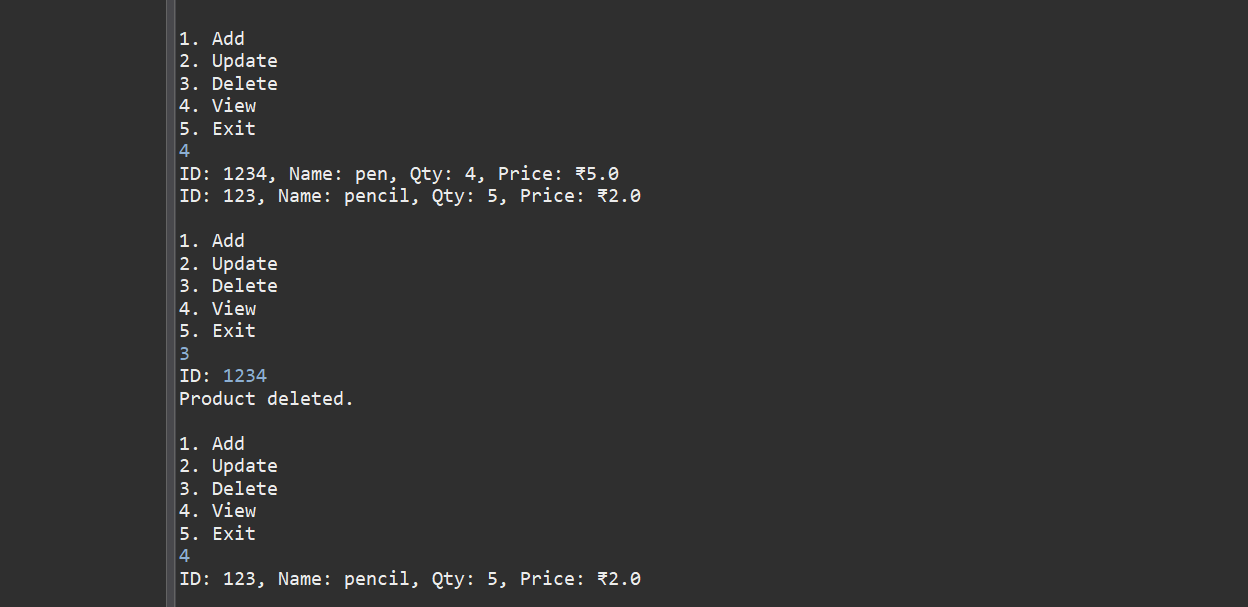 1. Add
2. Update
3. Delete
4. View
5. Exit
4
ID: 1234, Name: pen, Qty: 4, Price: ₹5.0
ID: 123, Name: pencil, Qty: 5, Price: ₹2.0
1. Add
2. Update
3. Delete
4. View
5. Exit
3
ID: 1234
Product deleted.
1. Add
2. Update
3. Delete
4. View
5. Exit
4
ID: 123, Name: pencil, Qty: 5, Price: ₹2.0